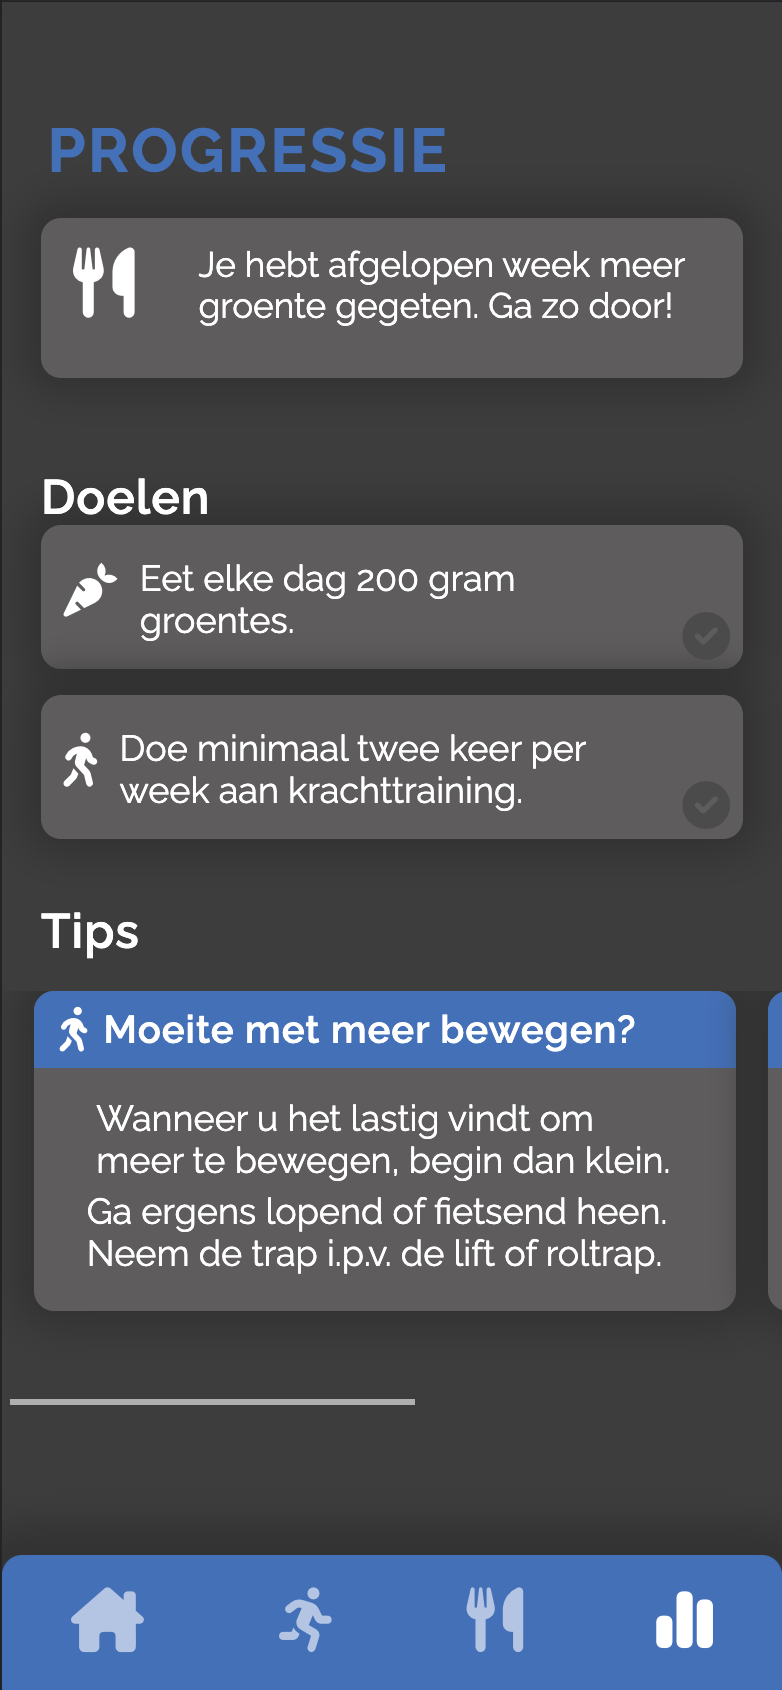 PROGRESSIE
Je hebt afgelopen week meer
groente gegeten. Ga zo door!
Doelen
Eet elke dag 200 gram
groentes.
Doe minimaal twee keer per
week aan krachttraining.
Tips
Moeite met meer bewegen?
Wanneer u het lastig vindt om
meer te bewegen, begin dan klein.
Ga ergens lopend of fietsend heen.
Neem de trap i.p.v. de lift of roltrap.